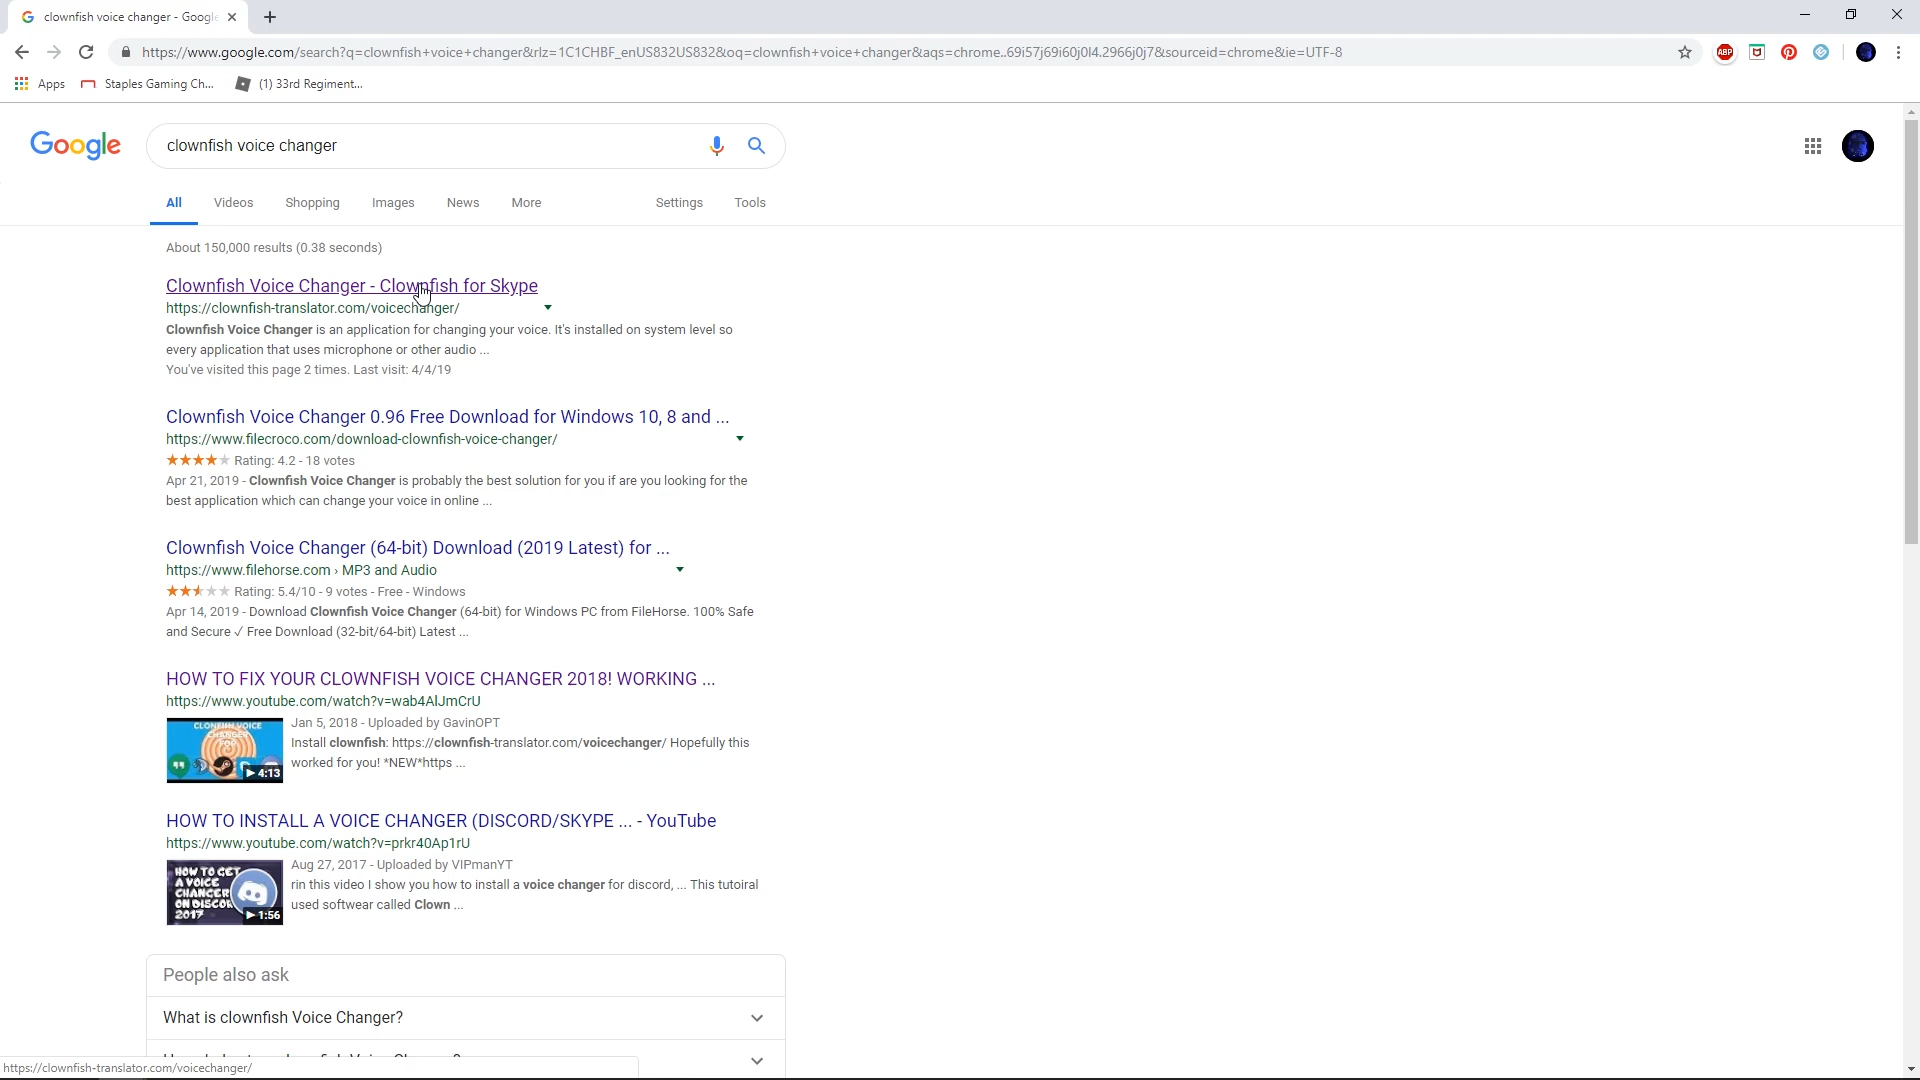 clownfish voice changer - Google
https://www.google.com/search?q=clownfish+voice+changer&rlz=1C1CHBF_enUS832US832&oq=clownfish+voice+changer&aqs=chrome..69i57j69i60j0l4.2966j0j7&sourceid=chrome&ie=UTF-8
ABP
Apps
Staples Gaming Ch...
(1) 33rd Regiment...
Google
clownfish voice changer
All Videos Shopping Images News More Settings Tools
About 150,000 results (0.38 seconds)
Clownfish Voice Changer - Clownfish for Skype
https://clownfish-translator.com/voicechanger/
Clownfish Voice Changer is an application for changing your voice. It's installed on system level so
every application that uses microphone or other audio ...
You've visited this page 2 times. Last visit: 4/4/19
Clownfish Voice Changer 0.96 Free Download for Windows 10, 8 and ...
https://www.filecroco.com/download-clownfish-voice-changer/
Rating: 4.2 - 18 votes
Apr 21, 2019 - Clownfish Voice Changer is probably the best solution for you if are you looking for the
best application which can change your voice in online ...
Clownfish Voice Changer (64-bit) Download (2019 Latest) for ...
https://www.filehorse.com › MP3 and Audio
Rating: 5.4/10 - 9 votes - Free - Windows
Apr 14, 2019 - Download Clownfish Voice Changer (64-bit) for Windows PC from FileHorse. 100% Safe
and Secure ✓ Free Download (32-bit/64-bit) Latest ...
HOW TO FIX YOUR CLOWNFISH VOICE CHANGER 2018! WORKING ...
https://www.youtube.com/watch?v=wab4AlJmCrU
Jan 5, 2018 - Uploaded by GavinOPT
Install clownfish: https://clownfish-translator.com/voicechanger/ Hopefully this
worked for you! *NEW*https ...
CLONFIISH VOICE
CHANGER
FOR
4:13
HOW TO INSTALL A VOICE CHANGER (DISCORD/SKYPE ... - YouTube
https://www.youtube.com/watch?v=prkr40Ap1rU
Aug 27, 2017 - Uploaded by VIPmanYT
rin this video I show you how to install a voice changer for discord, ... This tutoiral
used softwear called Clown ...
HOW TO GET
A VOICE
CHANGER
ON DISCOR
2017
1:56
People also ask
What is clownfish Voice Changer?
https://clownfish-translator.com/voicechanger/